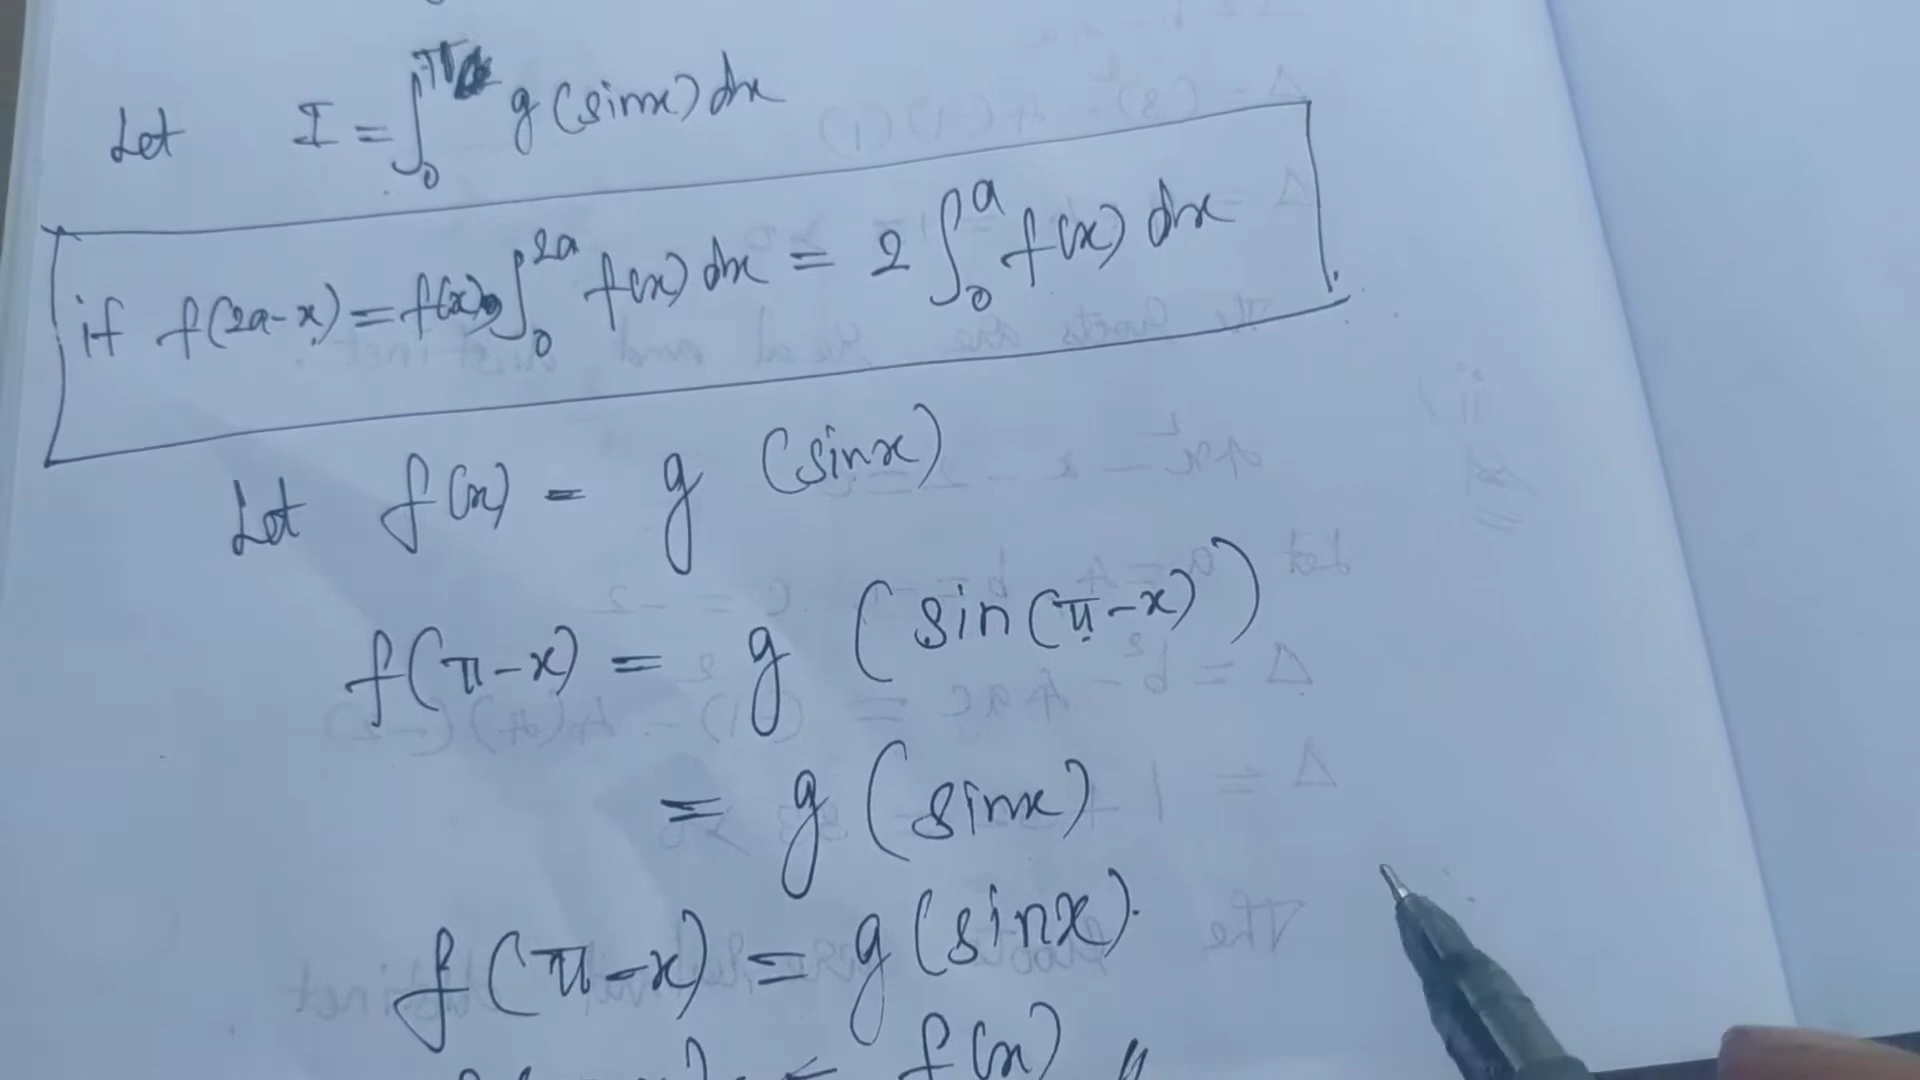 Let I = ∫₀^π g(sinx) dx
if f(2a-x) = f(x), ∫₀^2a f(x) dx = 2 ∫₀^a f(x) dx
Let f(x) = g (sinx)
f(π-x) = g (sin(π-x))
= g (sinx)
f(π-x) = g(sinx).
= f(x)